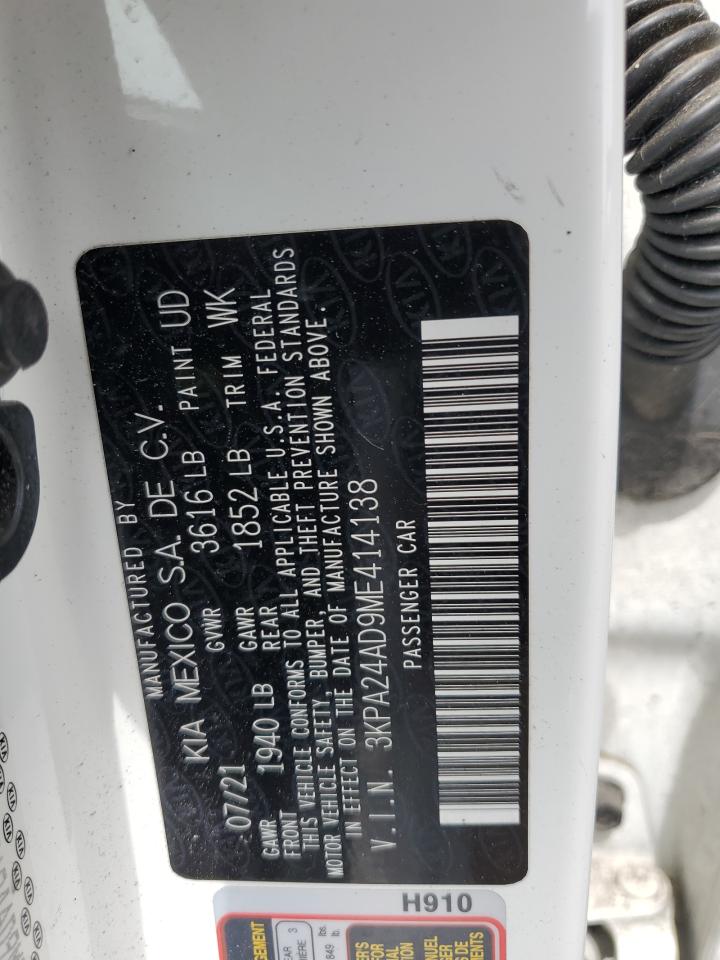 MANUFACTURED BY
KIA MEXICO S.A. DE C.V.
07/21 GVWR 3616 LB PAINT UD
GAWR FRONT 1940 LB GAWR REAR 1852 LB TRIM WK
THIS VEHICLE CONFORMS TO ALL APPLICABLE U.S.A. FEDERAL
MOTOR VEHICLE SAFETY, BUMPER, AND THEFT PREVENTION STANDARDS
IN EFFECT ON THE DATE OF MANUFACTURE SHOWN ABOVE.
V.I.N. 3KPA24AD9ME414138
PASSENGER CAR
H910